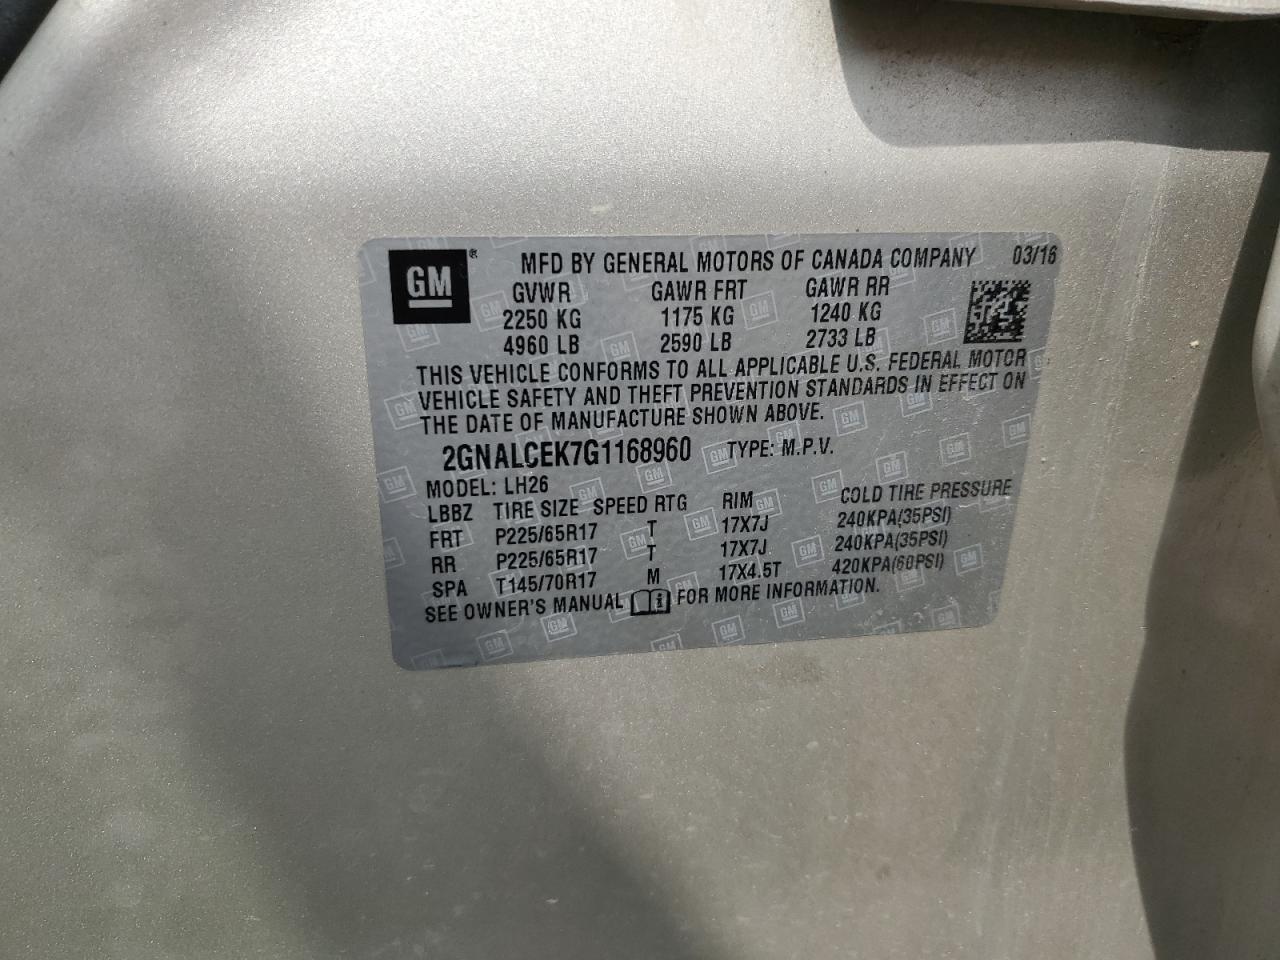 GM ® MFD BY GENERAL MOTORS OF CANADA COMPANY 03/16
GVWR GAWR FRT GAWR RR
2250 KG 1175 KG 1240 KG
4960 LB 2590 LB 2733 LB
THIS VEHICLE CONFORMS TO ALL APPLICABLE U.S. FEDERAL MOTOR
VEHICLE SAFETY AND THEFT PREVENTION STANDARDS IN EFFECT ON
THE DATE OF MANUFACTURE SHOWN ABOVE.
2GNALCEK7G1168960 TYPE: M.P.V.
MODEL: LH26
LBBZ TIRE SIZE SPEED RTG RIM COLD TIRE PRESSURE
FRT P225/65R17 T 17X7J 240KPA(35PSI)
RR P225/65R17 T 17X7J 240KPA(35PSI)
SPA T145/70R17 M 17X4.5T 420KPA(60PSI)
SEE OWNER'S MANUAL FOR MORE INFORMATION.